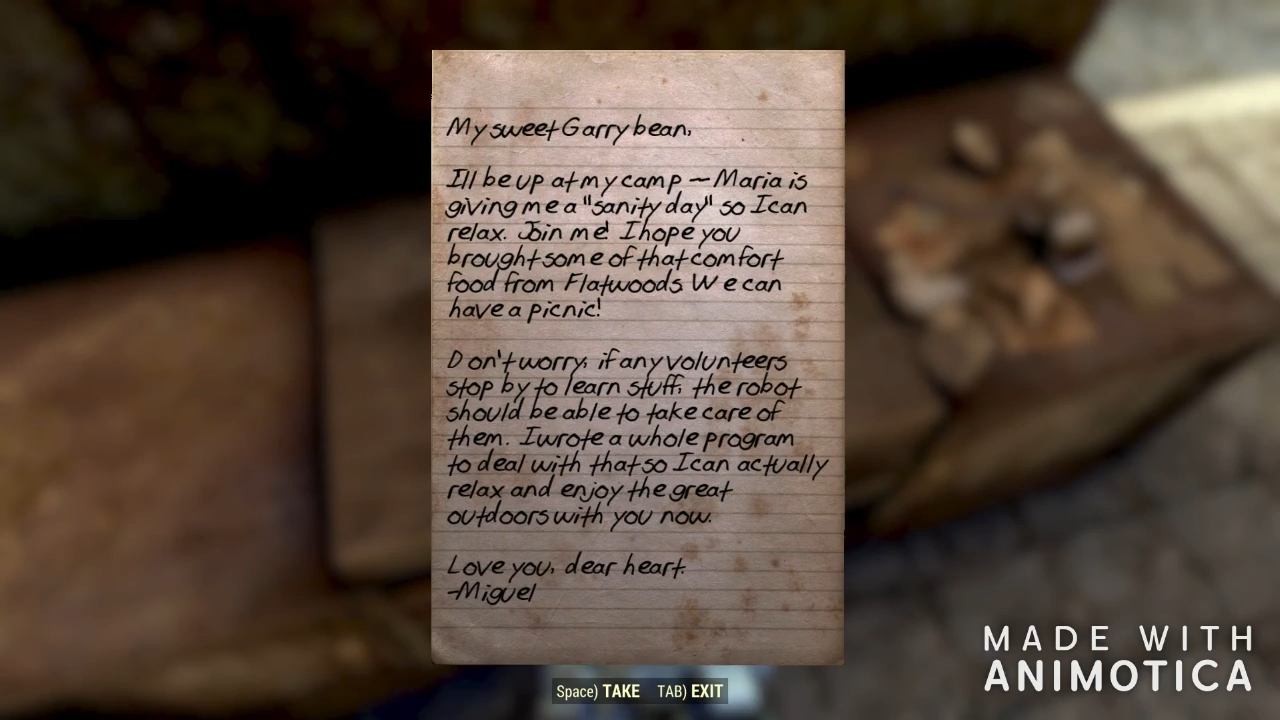 My sweet Garrybean,
I'll be up at my camp — Maria is
giving me a "sanity day" so I can
relax. Join me! I hope you
brought some of that comfort
food from Flatwoods. We can
have a picnic!
Don't worry, if any volunteers
stop by to learn stuff, the robot
should be able to take care of
them. I wrote a whole program
to deal with that so I can actually
relax and enjoy the great
outdoors with you now.
Love you, dear heart.
-Miguel
Space) TAKE TAB) EXIT
MADE WITH
ANIMOTICA